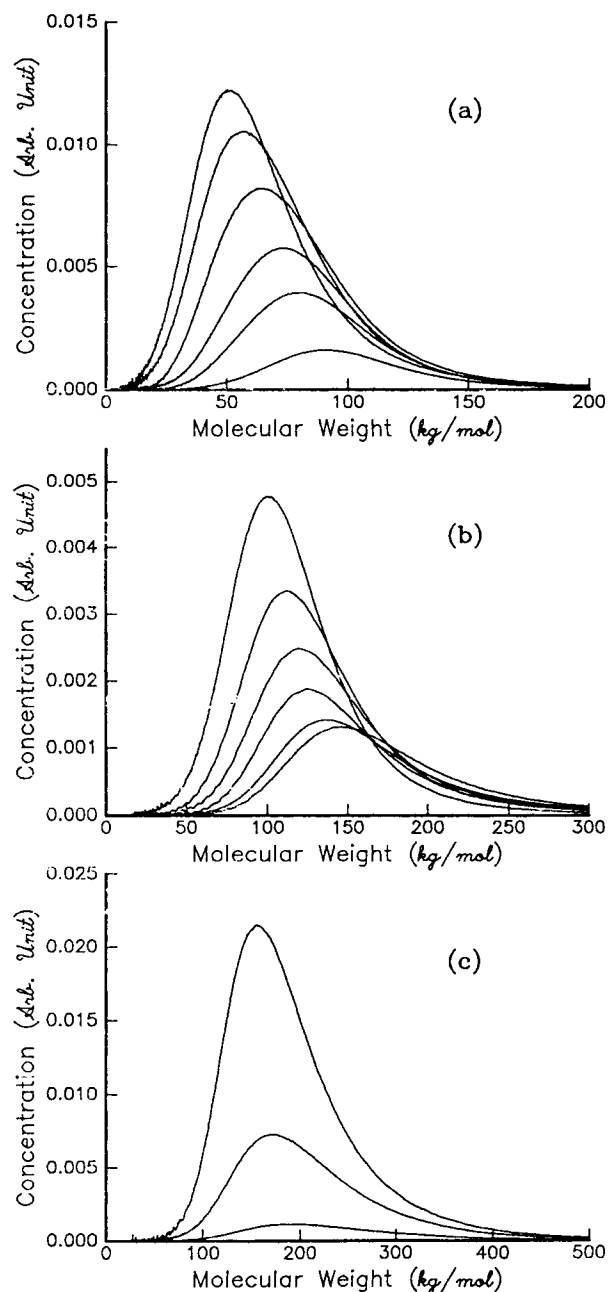 0.015
0.010
0.005
0.000
Concentration (Arb. Unit)
(a)
0 50 100 150 200
Molecular Weight (kg/mol)
0.005
0.004
0.003
0.002
0.001
0.000
Concentration (Arb. Unit)
(b)
0 50 100 150 200 250 300
Molecular Weight (kg/mol)
0.025
0.020
0.015
0.010
0.005
0.000
Concentration (Arb. Unit)
(c)
0 100 200 300 400 500
Molecular Weight (kg/mol)